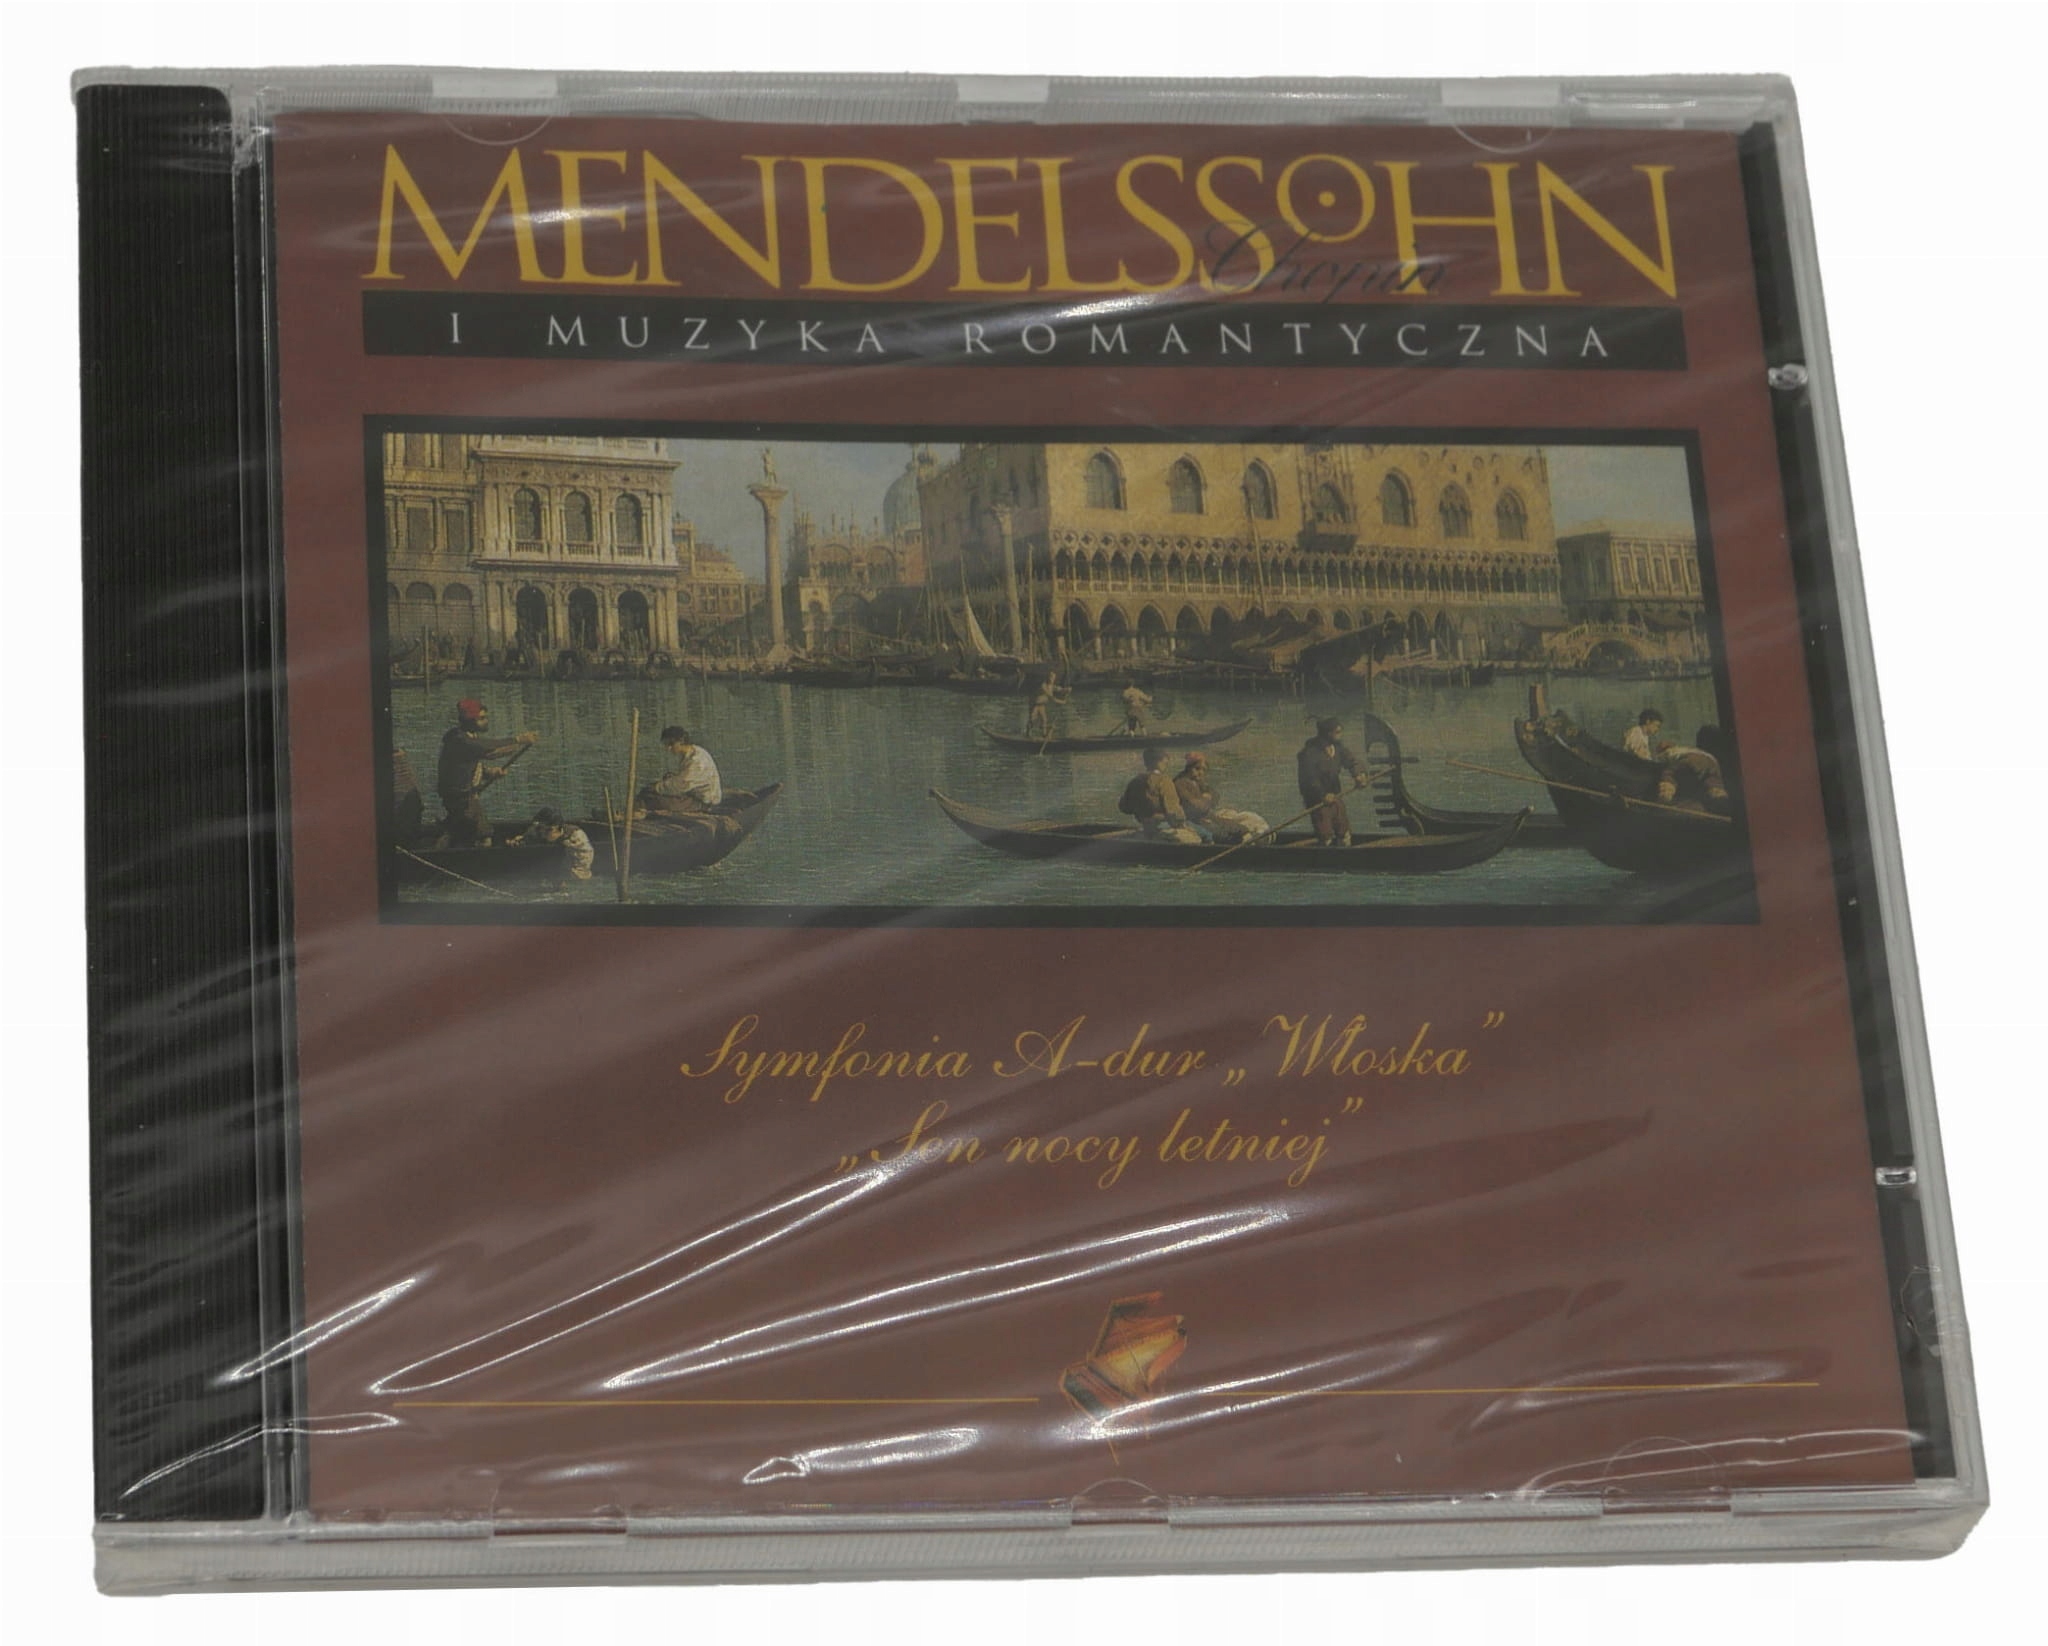 MENDELSSOHN
Chopin
I MUZYKA ROMANTYCZNA
Symfonia A-dur „Włoska”
„Sen nocy letniej”